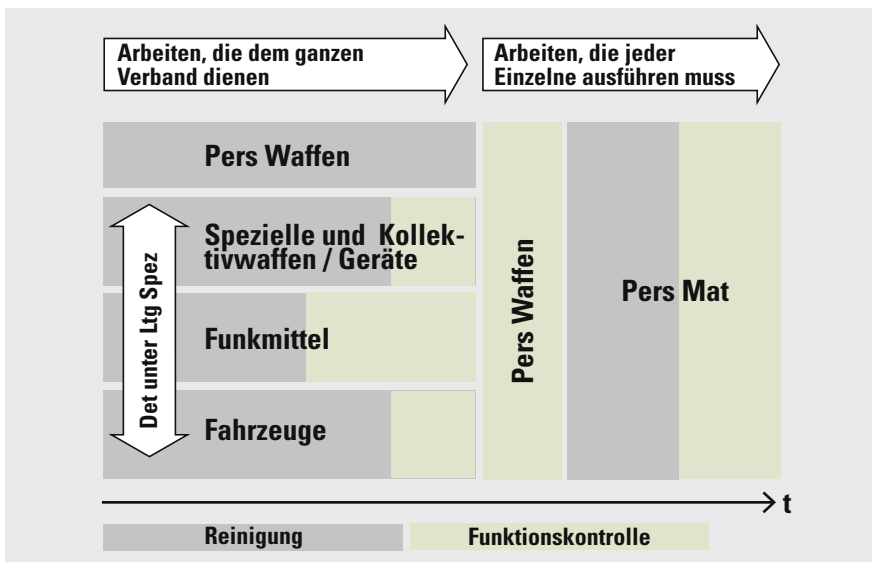 Arbeiten, die dem ganzen
Verband dienen
Arbeiten, die jeder
Einzelne ausführen muss
Pers Waffen
Spezielle und Kollek-
tivwaffen / Geräte
Funkmittel
Fahrzeuge
Det unter Ltg Spez
Pers Waffen
Pers Mat
t
Reinigung
Funktionskontrolle